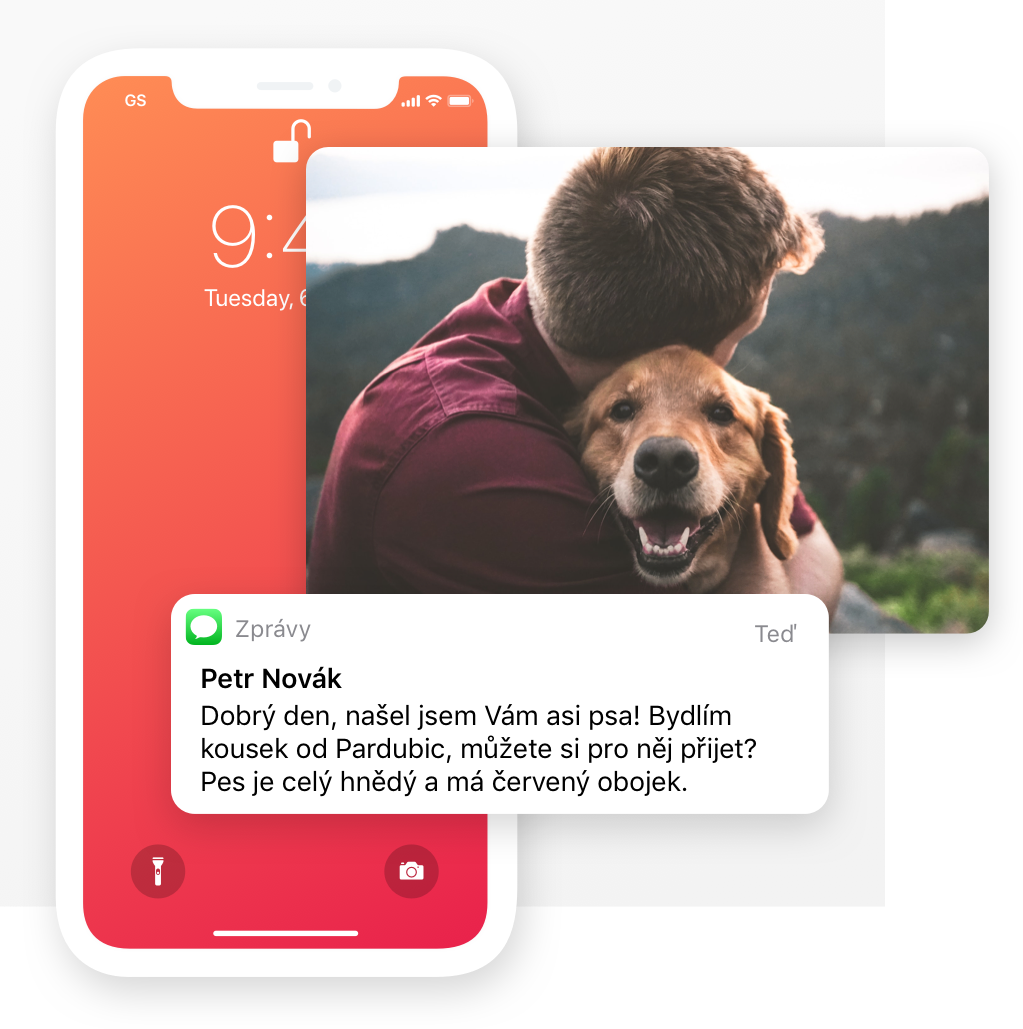 GS
9:4
Tuesday, 6
Zprávy
Teď
Petr Novák
Dobrý den, našel jsem Vám asi psa! Bydlím
kousek od Pardubic, můžete si pro něj přijet?
Pes je celý hnědý a má červený obojek.